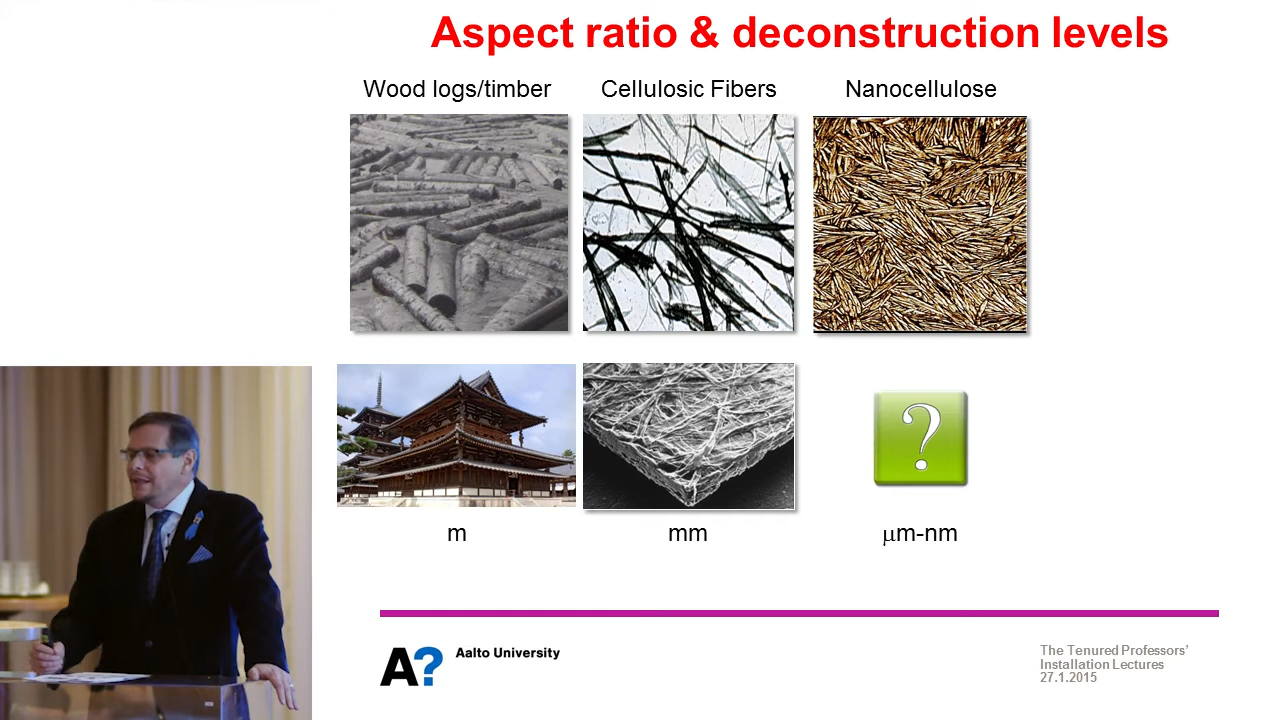 Aspect ratio & deconstruction levels
Wood logs/timber
Cellulosic Fibers
Nanocellulose
?
m
mm
μm-nm
A?
Aalto University
The Tenured Professors’
Installation Lectures
27.1.2015